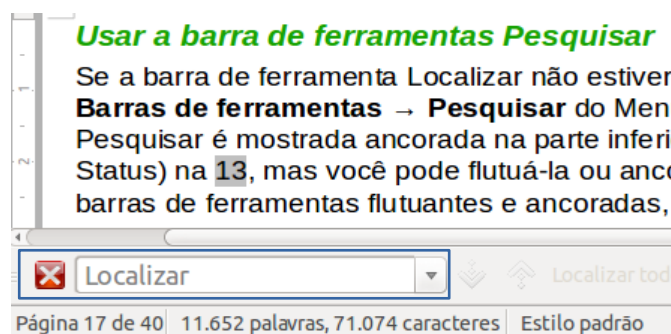 Usar a barra de ferramentas Pesquisar
Se a barra de ferramenta Localizar não estiver
Barras de ferramentas → Pesquisar do Men
Pesquisar é mostrada ancorada na parte inferi
Status) na 13, mas você pode flutuá-la ou anco
barras de ferramentas flutuantes e ancoradas,
Localizar
Localizar tod
Página 17 de 40 11.652 palavras, 71.074 caracteres Estilo padrão